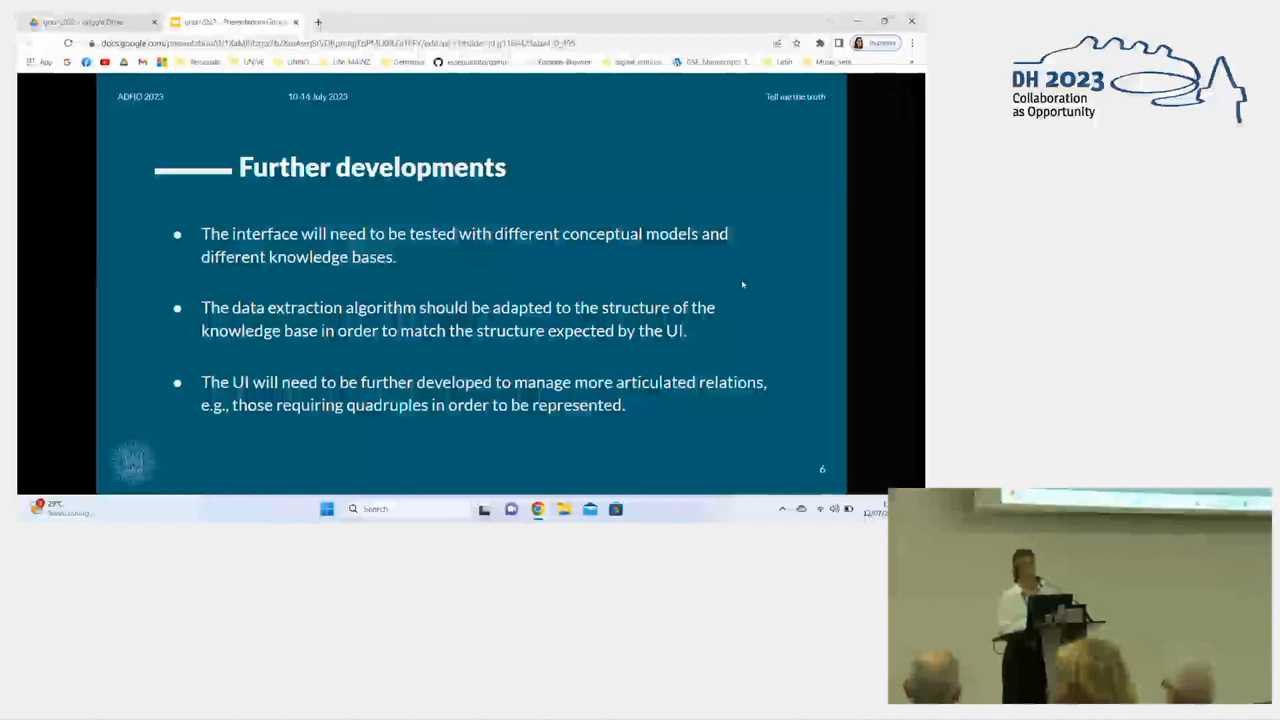 DH 2023
Collaboration
as Opportunity
App
ADHO 2023
10-14 July 2023
Tell me the truth
Further developments
● The interface will need to be tested with different conceptual models and
different knowledge bases.
● The data extraction algorithm should be adapted to the structure of the
knowledge base in order to match the structure expected by the UI.
● The UI will need to be further developed to manage more articulated relations,
e.g., those requiring quadruples in order to be represented.
6
29°C
Search